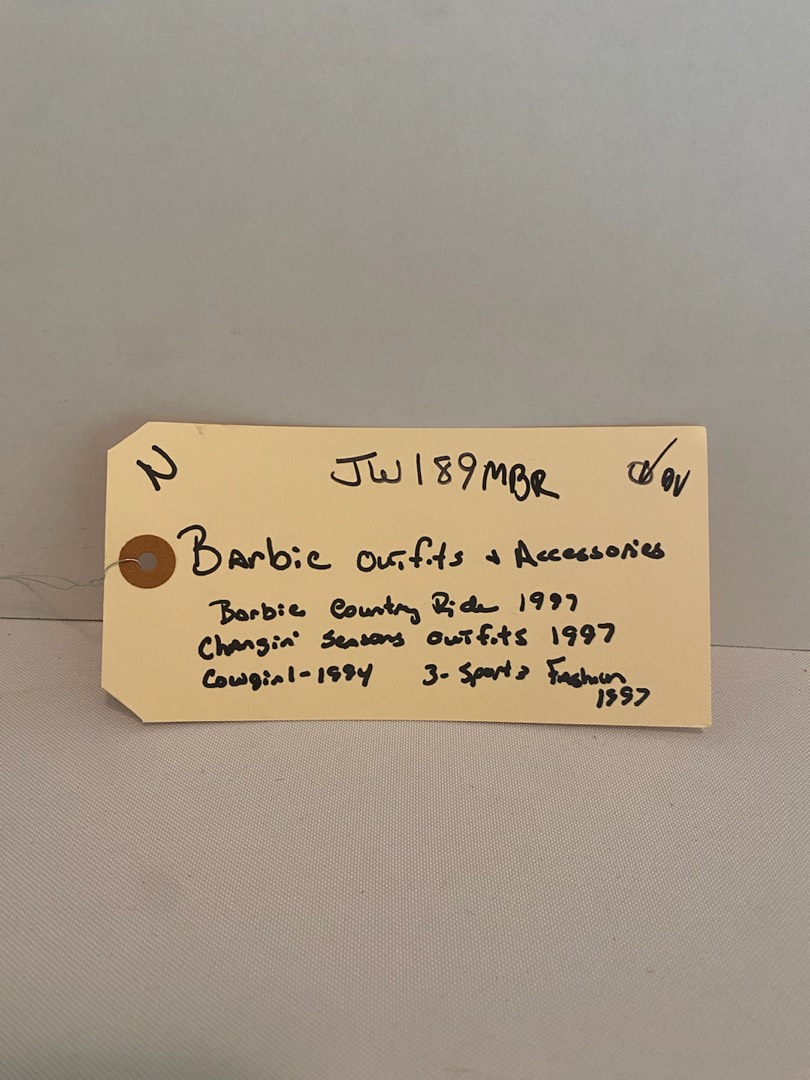 N JW189MBR
Barbie Outfits & Accessories
Barbie Country Ride 1997
Changin' Seasons outfits 1997
Cowgirl-1994 3- Sports Fashion
1997